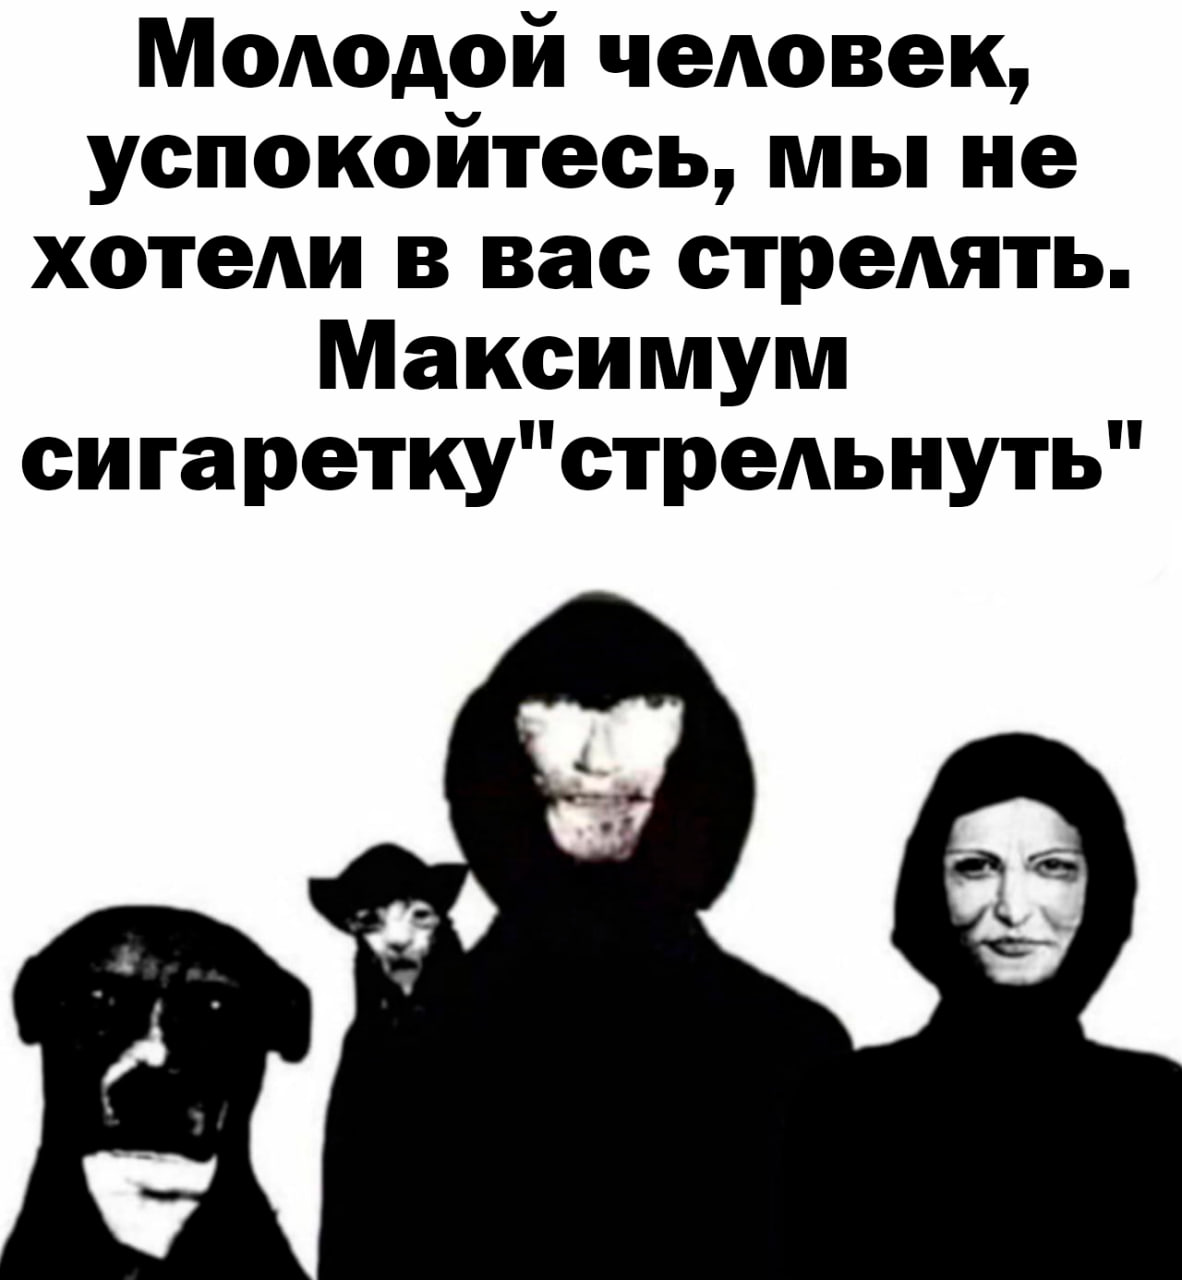 Молодой человек,
успокойтесь, мы не
хотели в вас стрелять.
Максимум
сигаретку"стрельнуть"